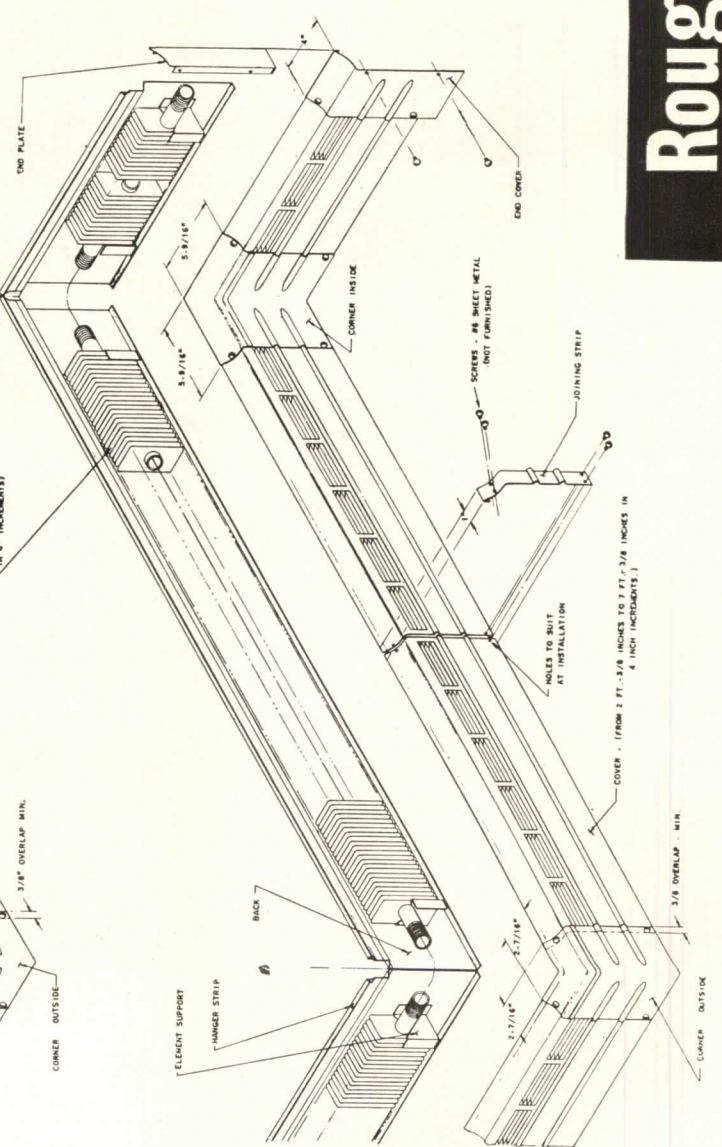 Roug
END PLATE
4"
IN 4" INCREMENTS)
5-9/16"
5-9/16"
END COVER
CORNER INSIDE
SCREWS - #6 SHEET METAL
(NOT FURNISHED)
JOINING STRIP
1"
HOLES TO SUIT
AT INSTALLATION
COVER - (FROM 2 FT.-3/8 INCHES TO 7 FT.-3/8 INCHES IN
4 INCH INCREMENTS.)
3/8" OVERLAP MIN.
CORNER OUTSIDE
BACK
ELEMENT SUPPORT
HANGER STRIP
2-7/16"
2-7/16"
3/8 OVERLAP - MIN.
CORNER OUTSIDE